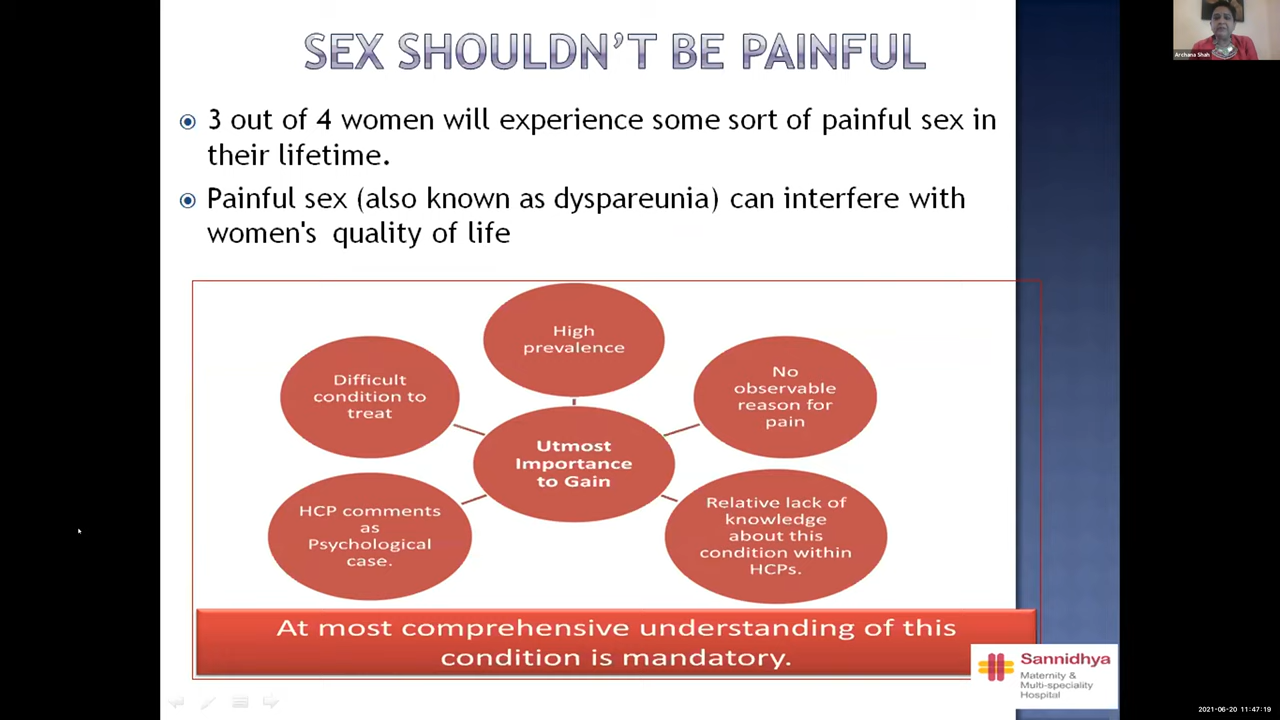 SEX SHOULDN'T BE PAINFUL
3 out of 4 women will experience some sort of painful sex in
their lifetime.
Painful sex (also known as dyspareunia) can interfere with
women's quality of life
High
prevalence
No
observable
reason for
pain
Relative lack of
knowledge
about this
condition within
HCPs.
HCP comments
as
Psychological
case.
Difficult
condition to
treat
Utmost
Importance
to Gain
At most comprehensive understanding of this
condition is mandatory.
Sannidhya
Maternity &
Multi-speciality
Hospital
Archana Shah
2021-06-20 11:47:19